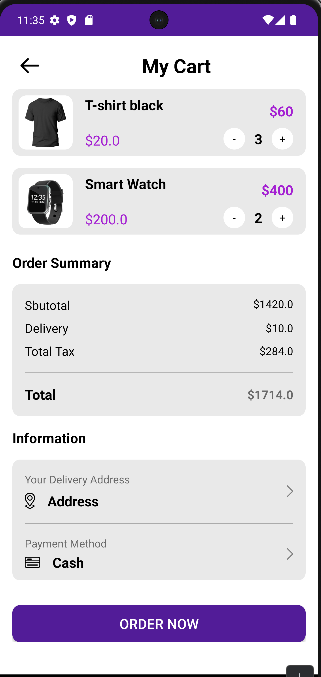 11:35
My Cart
T-shirt black
$60
$20.0
- 3 +
Smart Watch
$400
$200.0
- 2 +
Order Summary
Sbutotal $1420.0
Delivery $10.0
Total Tax $284.0
Total $1714.0
Information
Your Delivery Address
Address
Payment Method
Cash
ORDER NOW